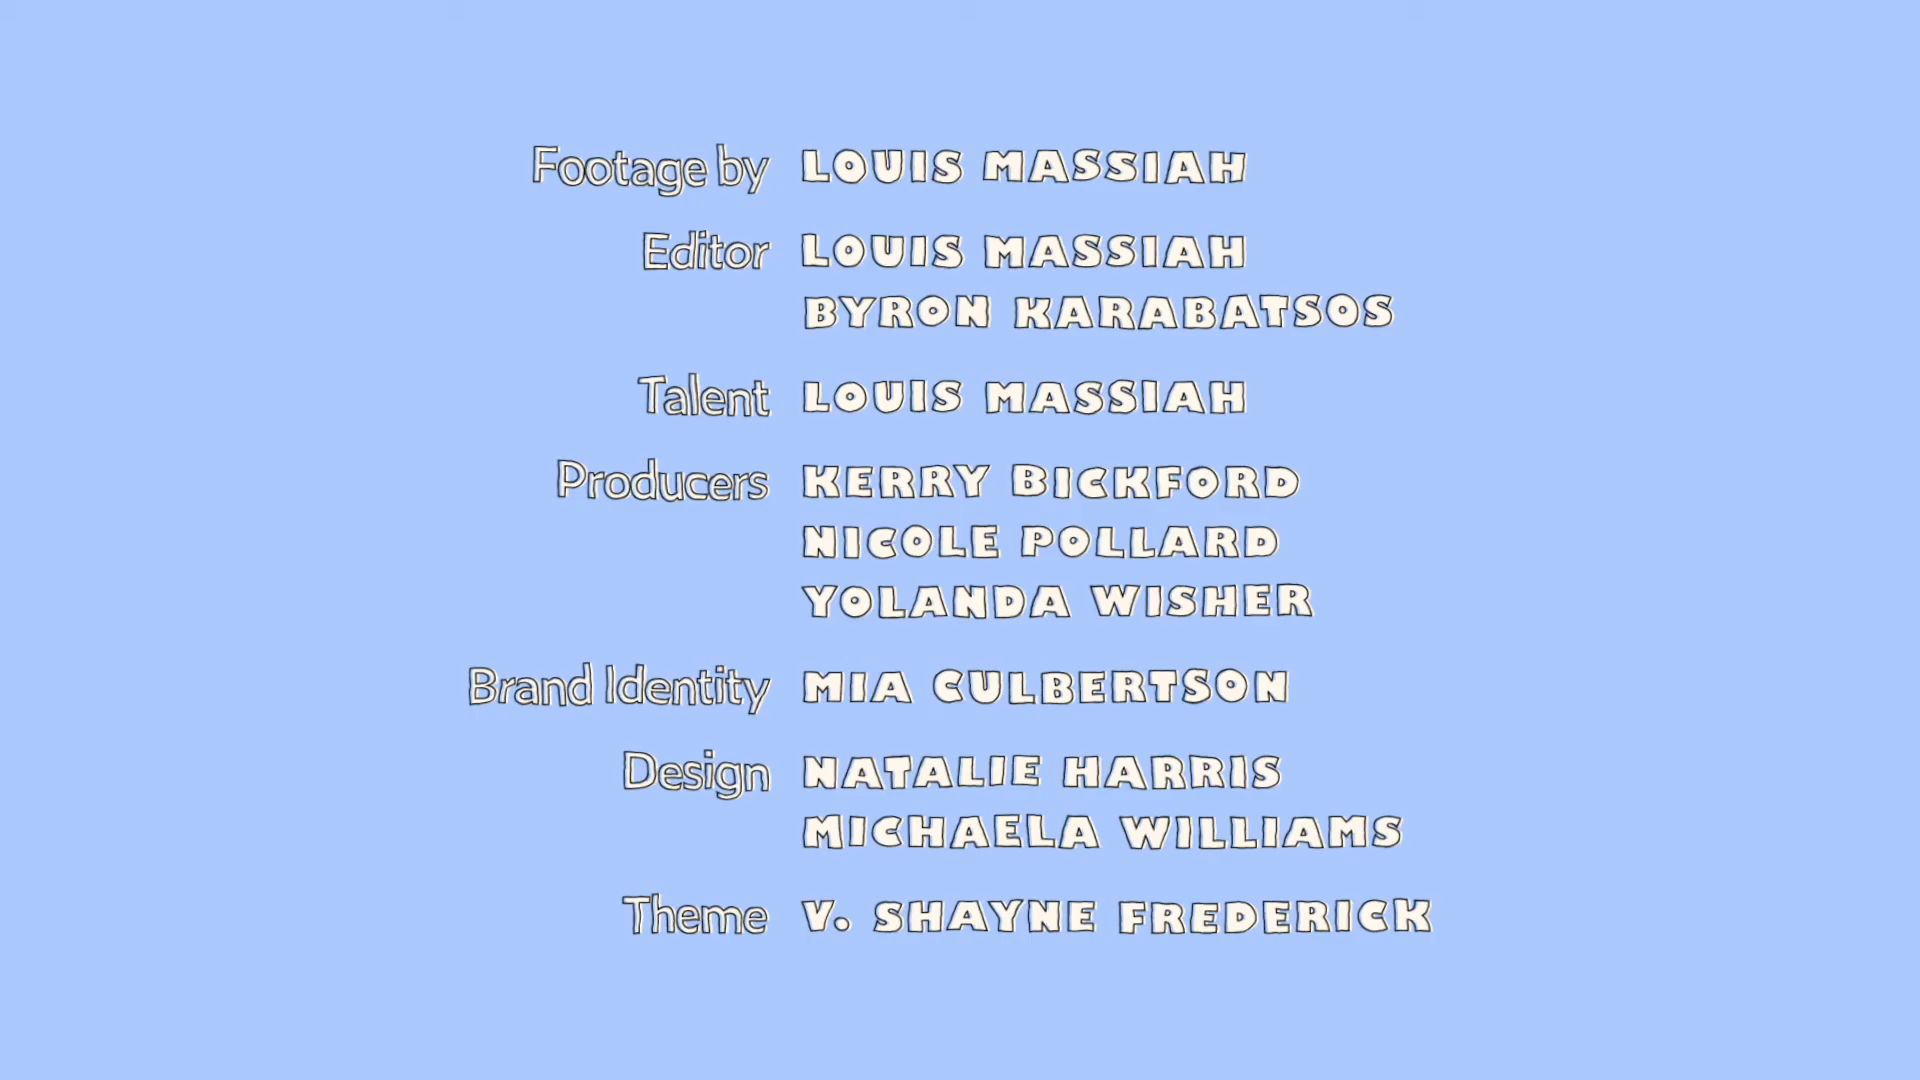 Footage by LOUIS MASSIAH
Editor LOUIS MASSIAH
BYRON KARABATSOS
Talent LOUIS MASSIAH
Producers KERRY BICKFORD
NICOLE POLLARD
YOLANDA WISHER
Brand Identity MIA CULBERTSON
Design NATALIE HARRIS
MICHAELA WILLIAMS
Theme V. SHAYNE FREDERICK